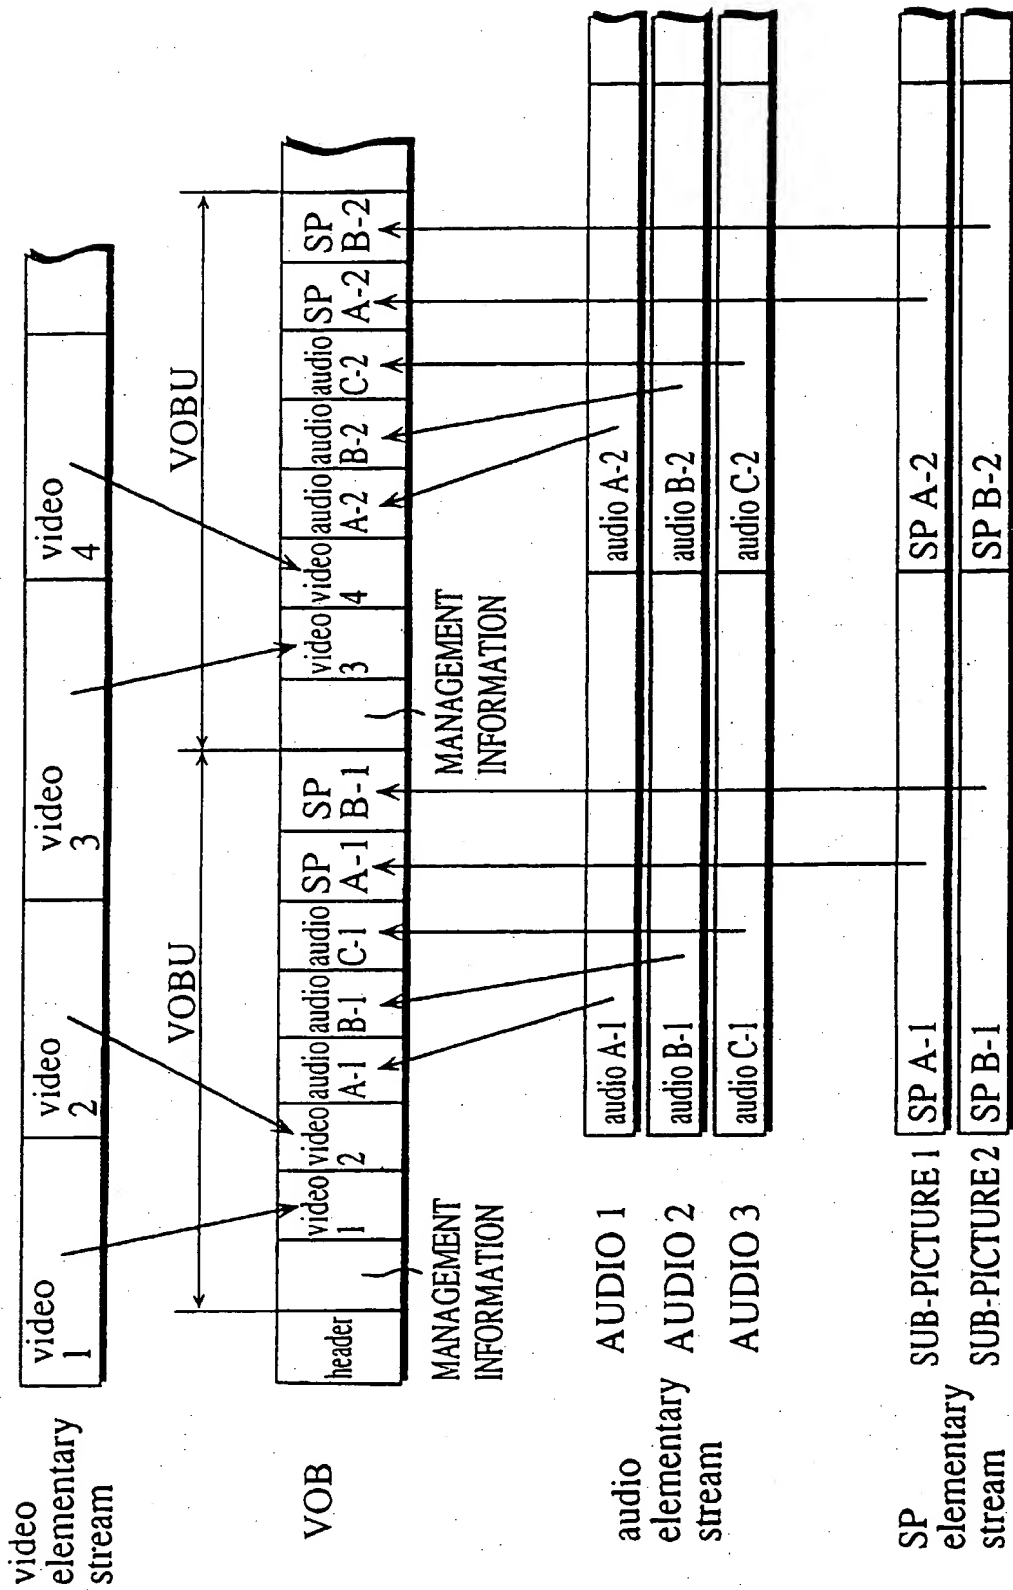 video
elementary
stream
video
1
video
2
video
3
video
4
VOBU
VOBU
VOB
header
video
1
video
2
audio
A-1
audio
B-1
audio
C-1
SP
A-1
SP
B-1
video
3
video
4
audio
A-2
audio
B-2
audio
C-2
SP
A-2
SP
B-2
MANAGEMENT
INFORMATION
MANAGEMENT
INFORMATION
audio
elementary
stream
AUDIO 1
audio A-1
audio A-2
AUDIO 2
audio B-1
audio B-2
AUDIO 3
audio C-1
audio C-2
SP
elementary
stream
SUB-PICTURE 1
SP A-1
SP A-2
SUB-PICTURE 2
SP B-1
SP B-2